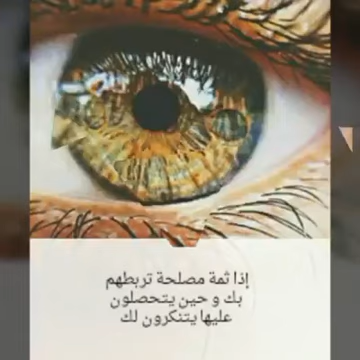 إذا ثمة مصلحة تربطهم
بك و حين يتحصلون
عليها يتنكرون لك